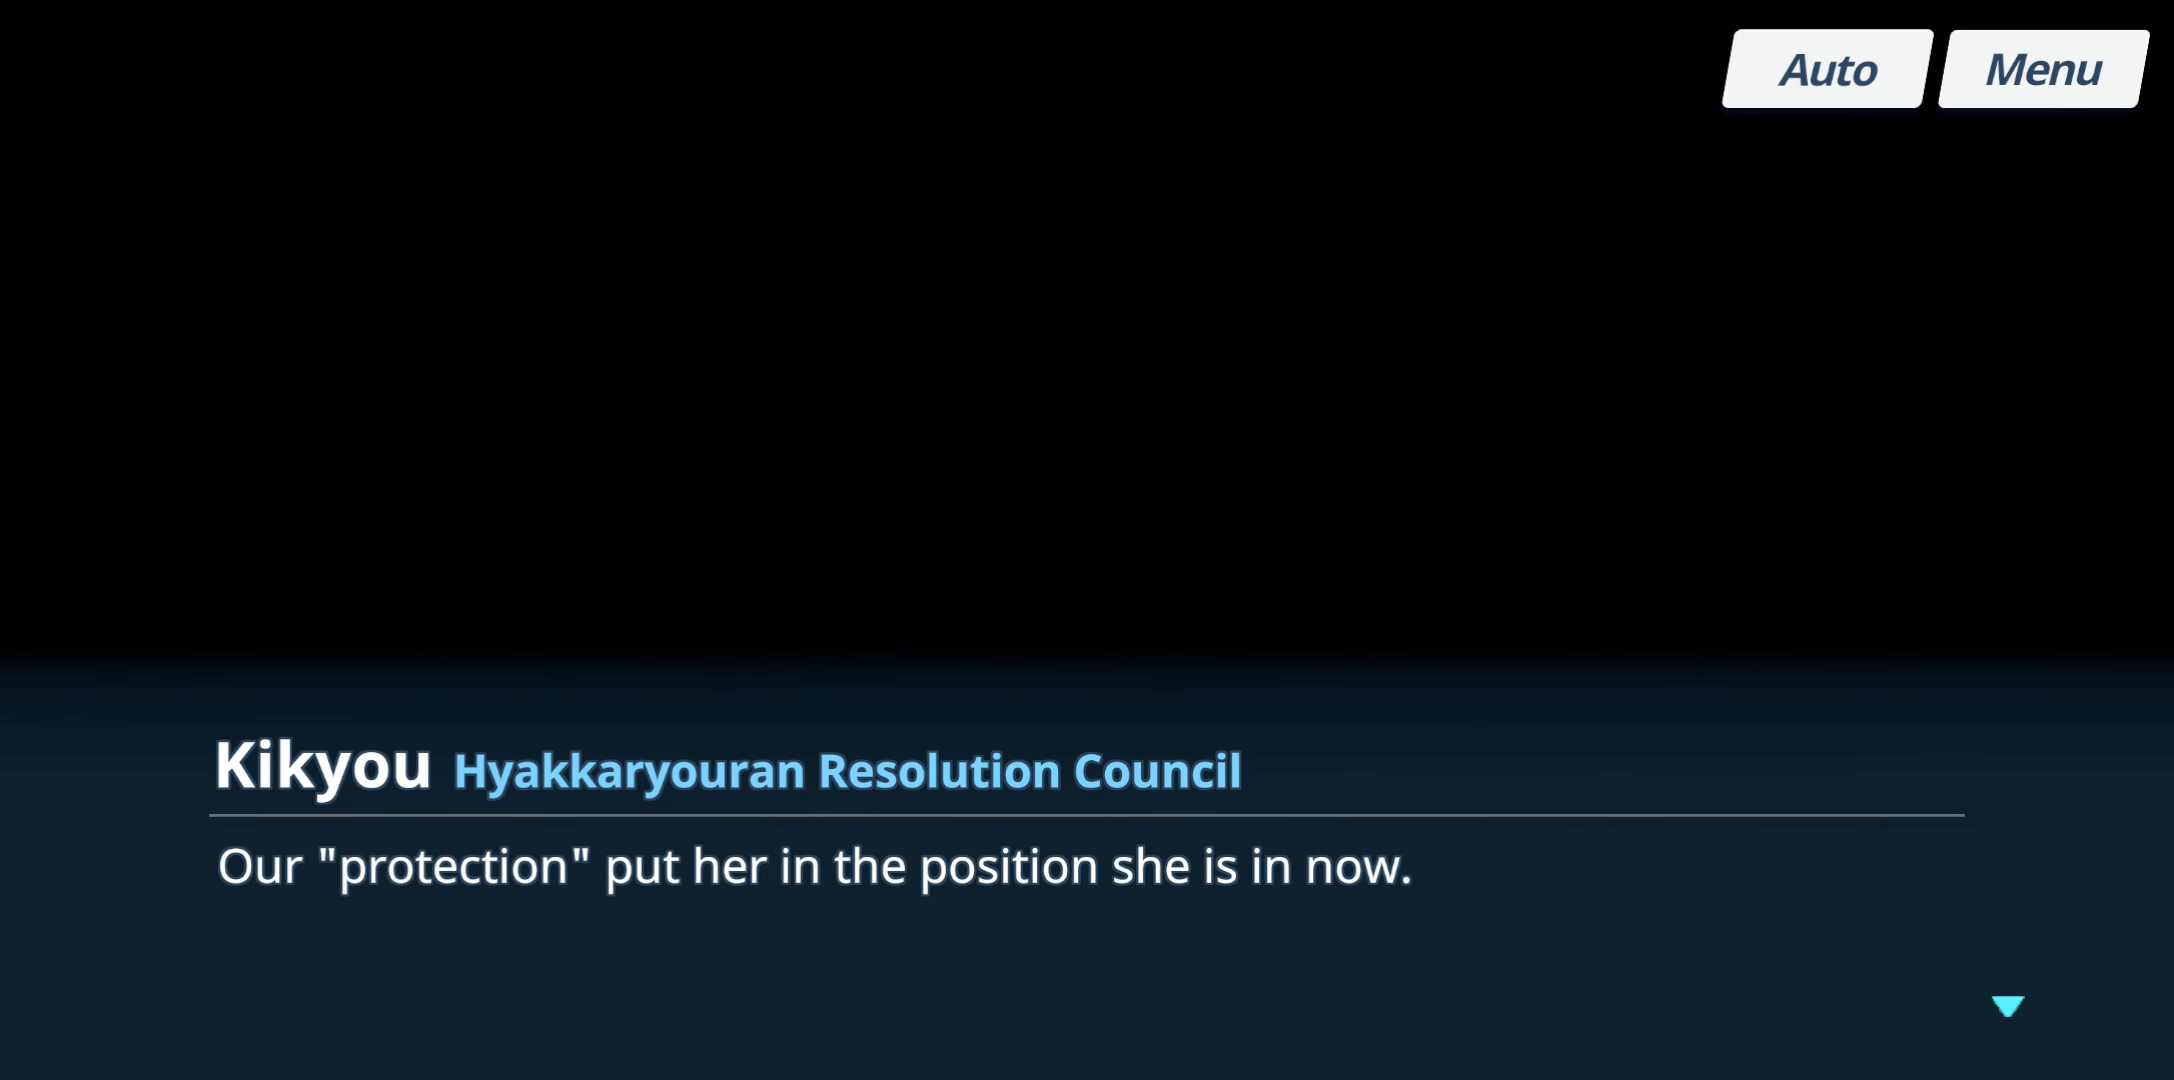 Auto Menu
Kikyou Hyakkaryouran Resolution Council
Our "protection" put her in the position she is in now.